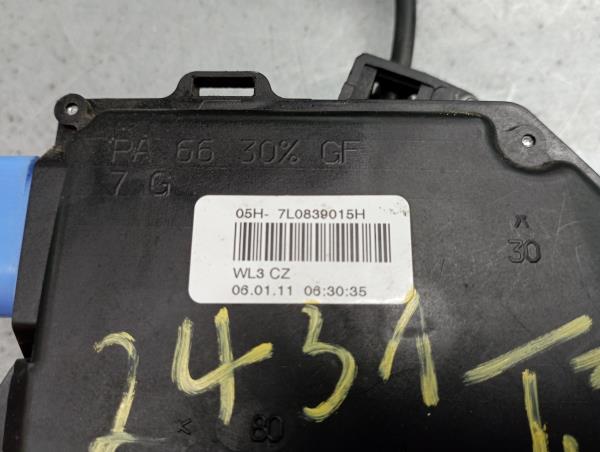 PA 66 30% GF
7 G
05H- 7L0839015H
WL3 CZ
06.01.11 06:30:35
30
2431-
80